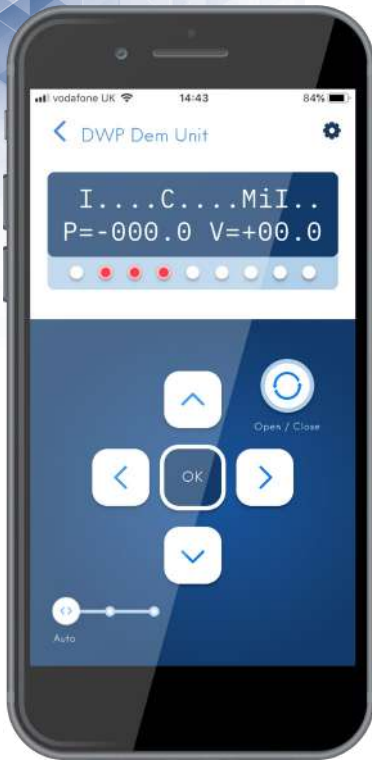 vodafone UK 14:43 84%
DWP Dem Unit
I....C....MiI..
P=-000.0 V=+00.0
Open / Close
OK
Auto